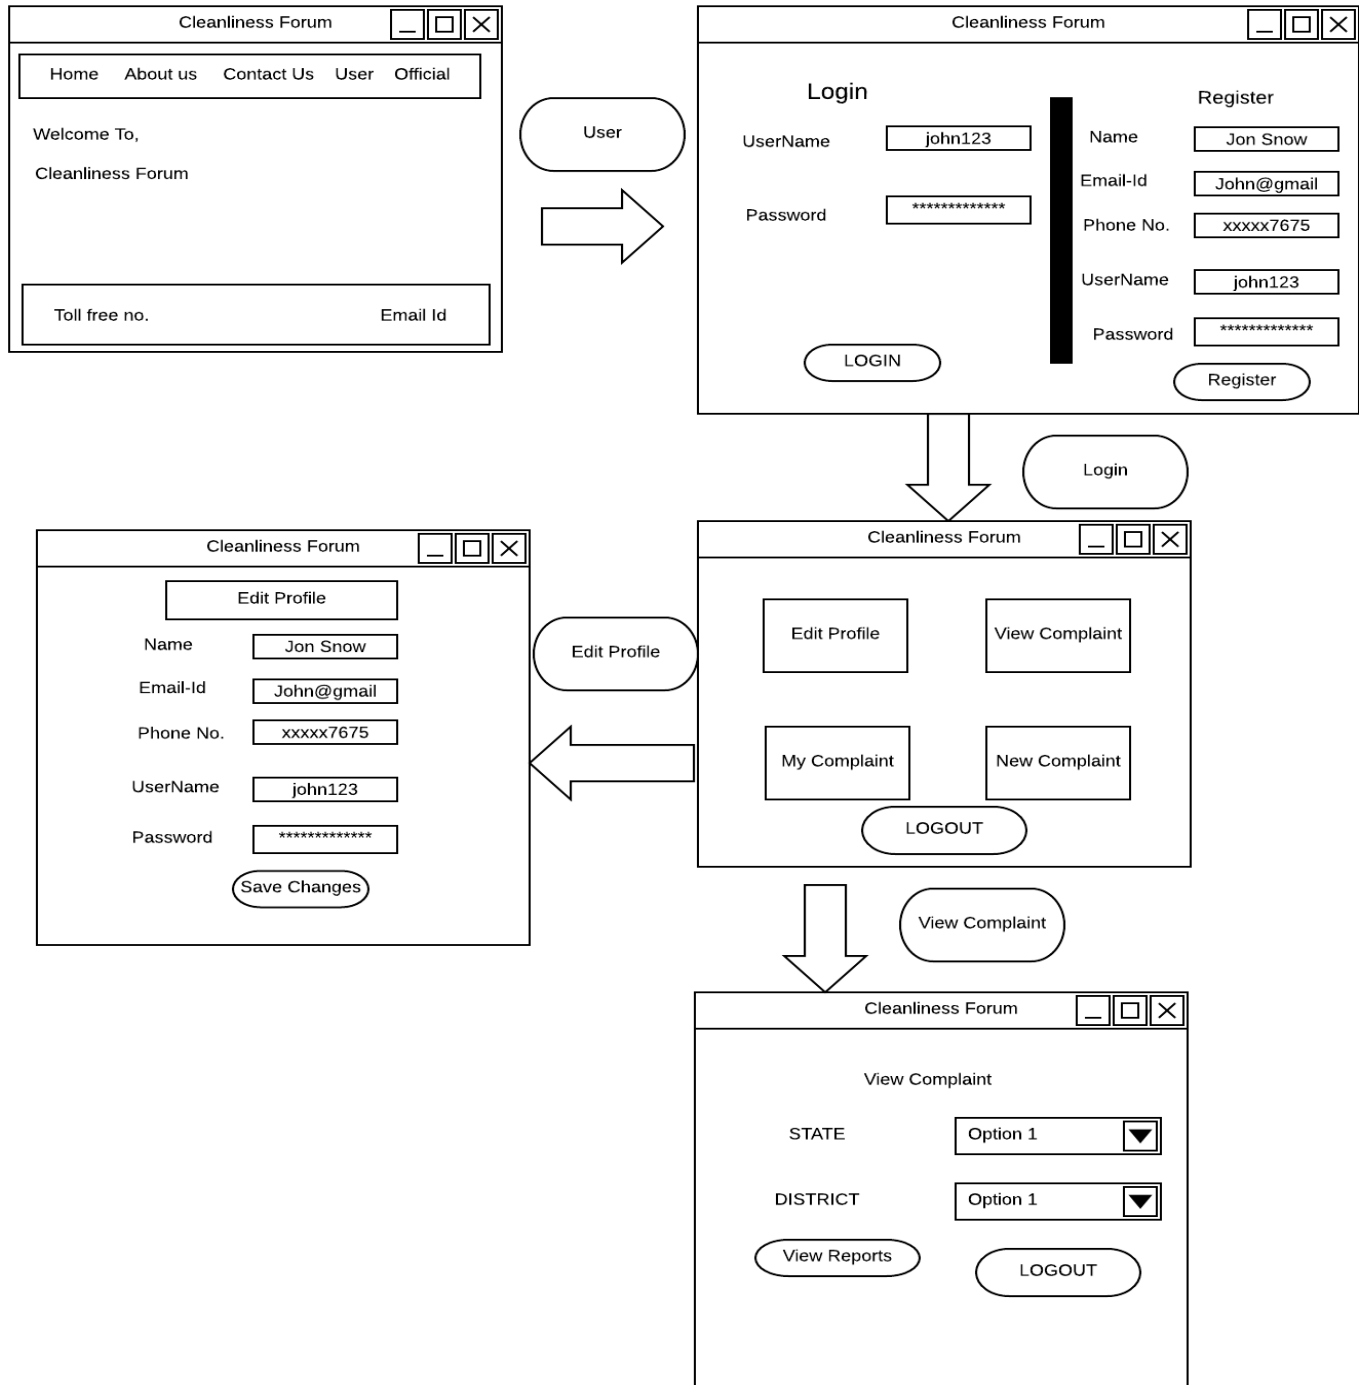 Cleanliness Forum
Home About us Contact Us User Official
Welcome To,
Cleanliness Forum
Toll free no. Email Id
User
Cleanliness Forum
Login
UserName john123
Password *************
LOGIN
Register
Name Jon Snow
Email-Id John@gmail
Phone No. xxxxx7675
UserName john123
Password *************
Register
Login
Cleanliness Forum
Edit Profile View Complaint
My Complaint New Complaint
LOGOUT
Edit Profile
Cleanliness Forum
Edit Profile
Name Jon Snow
Email-Id John@gmail
Phone No. xxxxx7675
UserName john123
Password *************
Save Changes
View Complaint
Cleanliness Forum
View Complaint
STATE Option 1
DISTRICT Option 1
View Reports LOGOUT